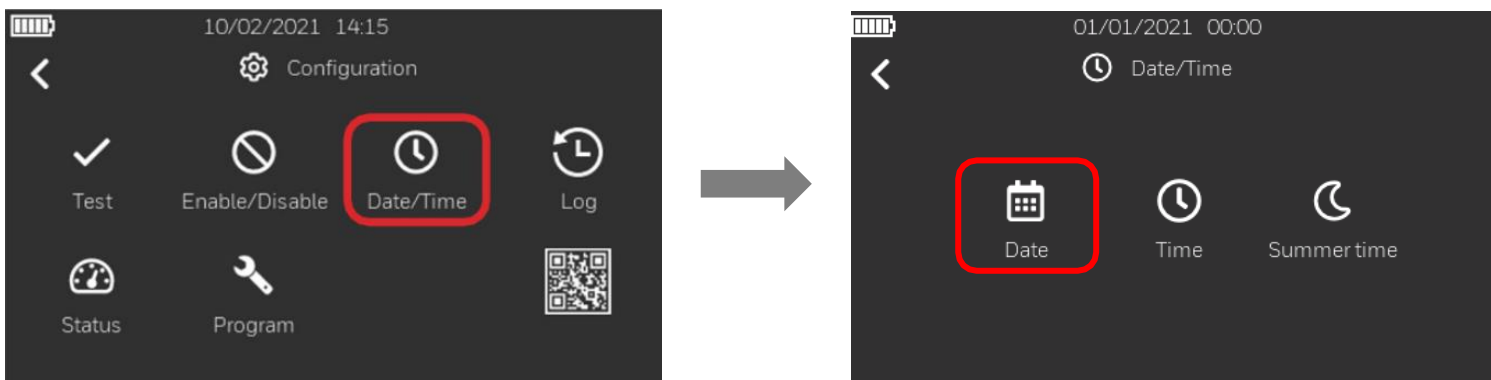 10/02/2021 14:15
Configuration
Test Enable/Disable Date/Time Log
Status Program
01/01/2021 00:00
Date/Time
Date Time Summer time